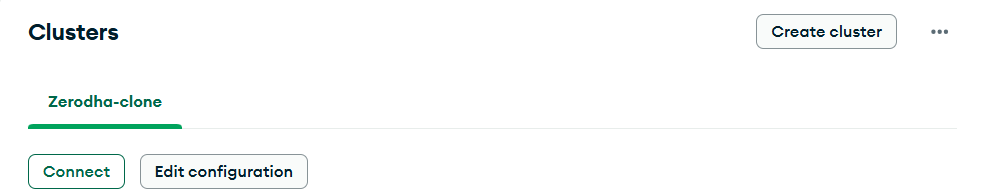 Clusters
Create cluster
Zerodha-clone
Connect
Edit configuration